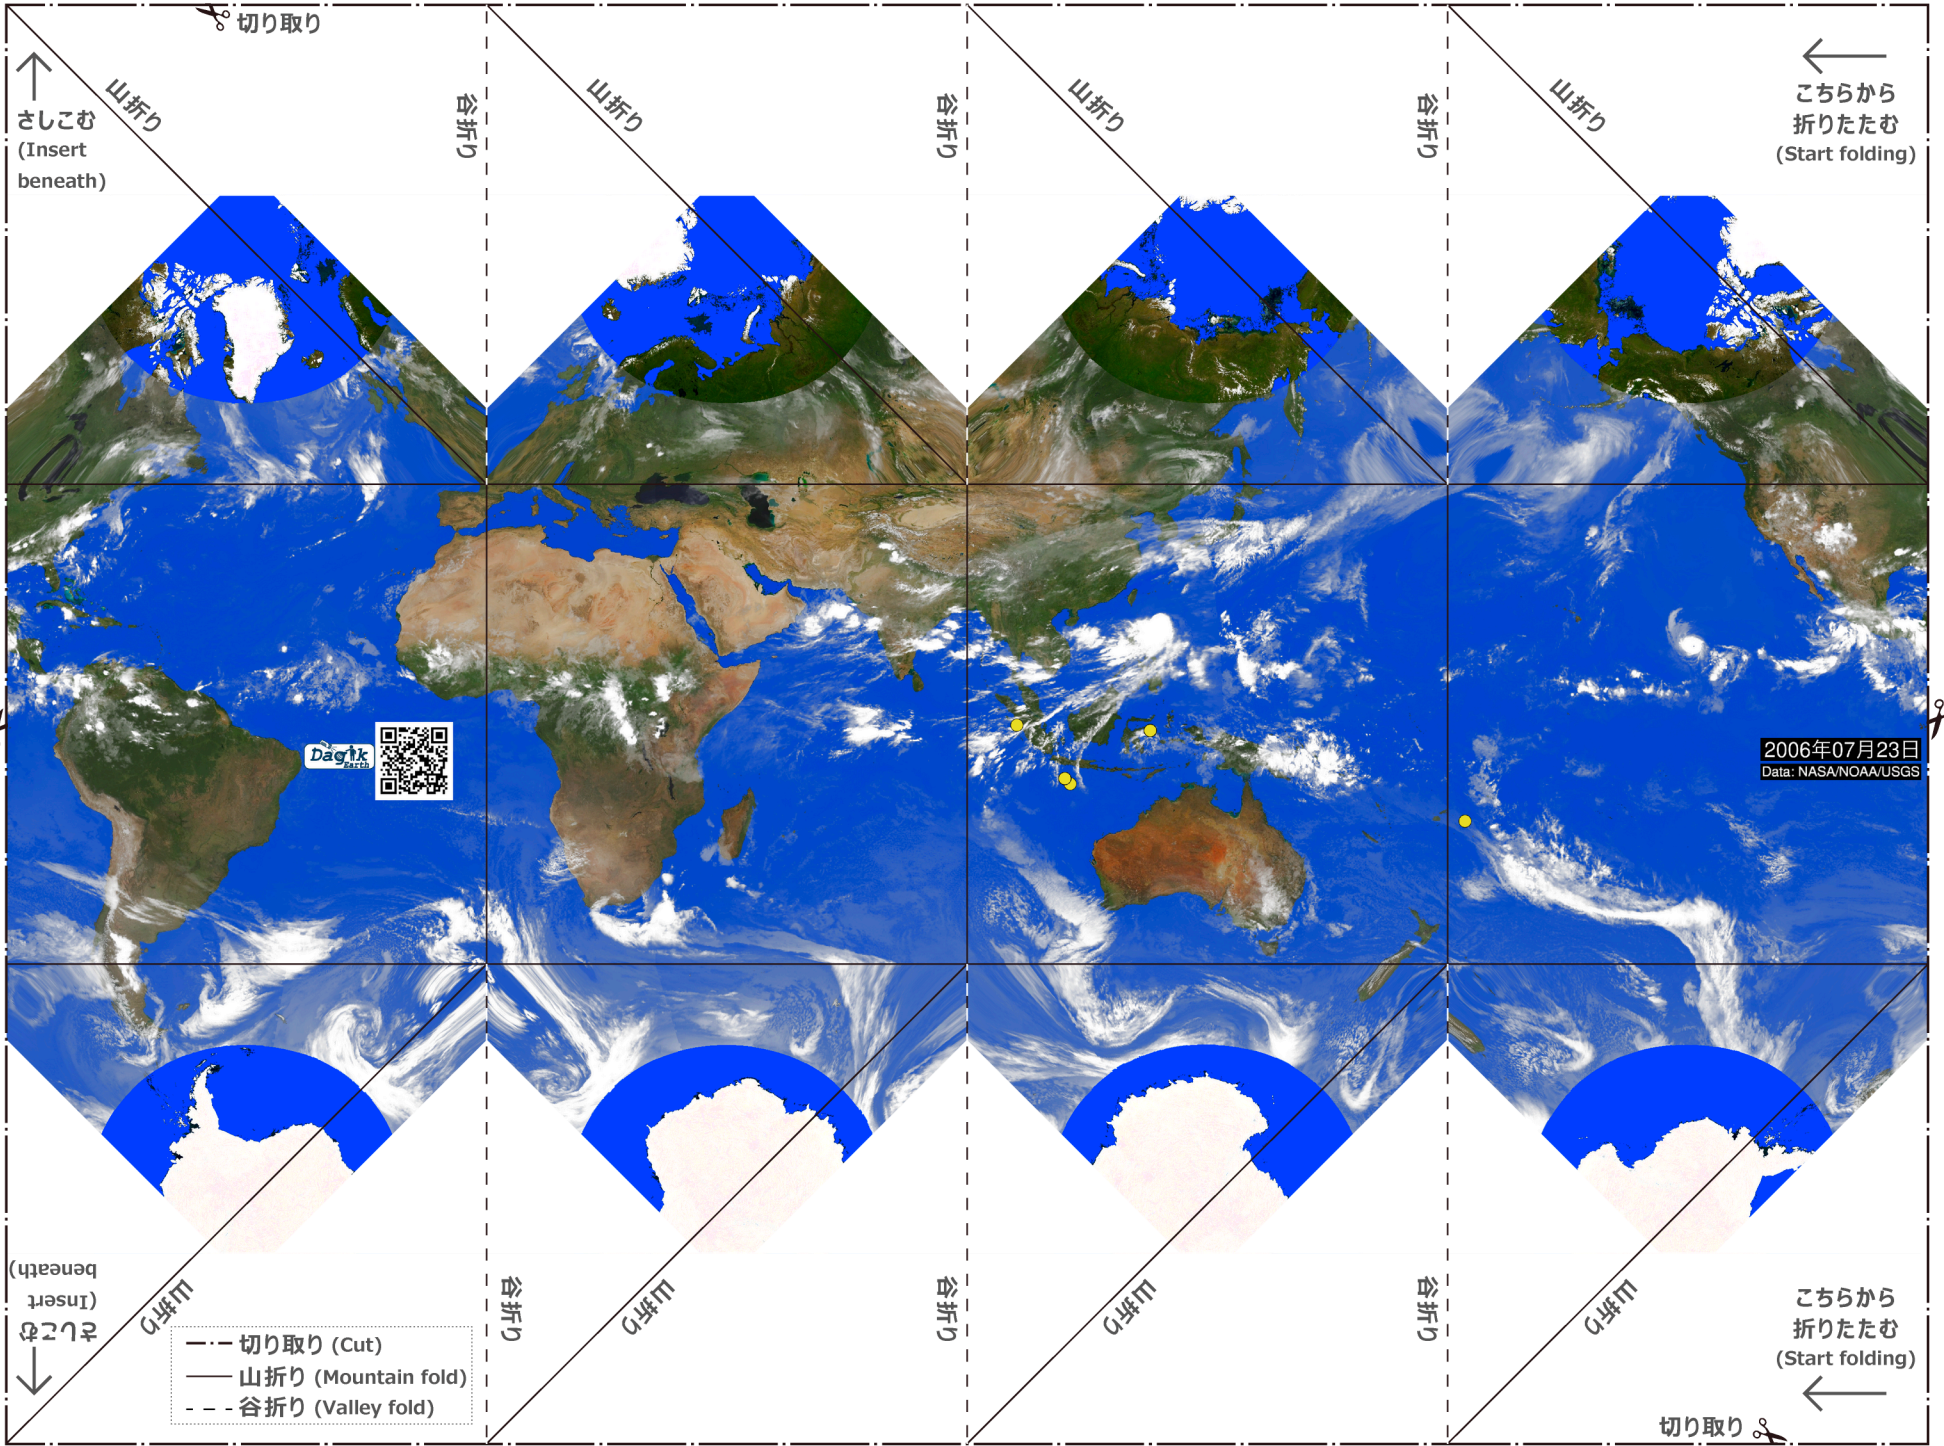 切り取り
山折り
谷折り
山折り
谷折り
山折り
谷折り
山折り
こちらから
折りたたむ
(Start folding)
さしこむ
(Insert
beneath)
Dagik
Earth
2006年07月23日
Data: NASA/NOAA/USGS
さしこむ
(Insert
beneath)
山折り
谷折り
山折り
谷折り
山折り
谷折り
山折り
こちらから
折りたたむ
(Start folding)
切り取り (Cut)
山折り (Mountain fold)
谷折り (Valley fold)
切り取り